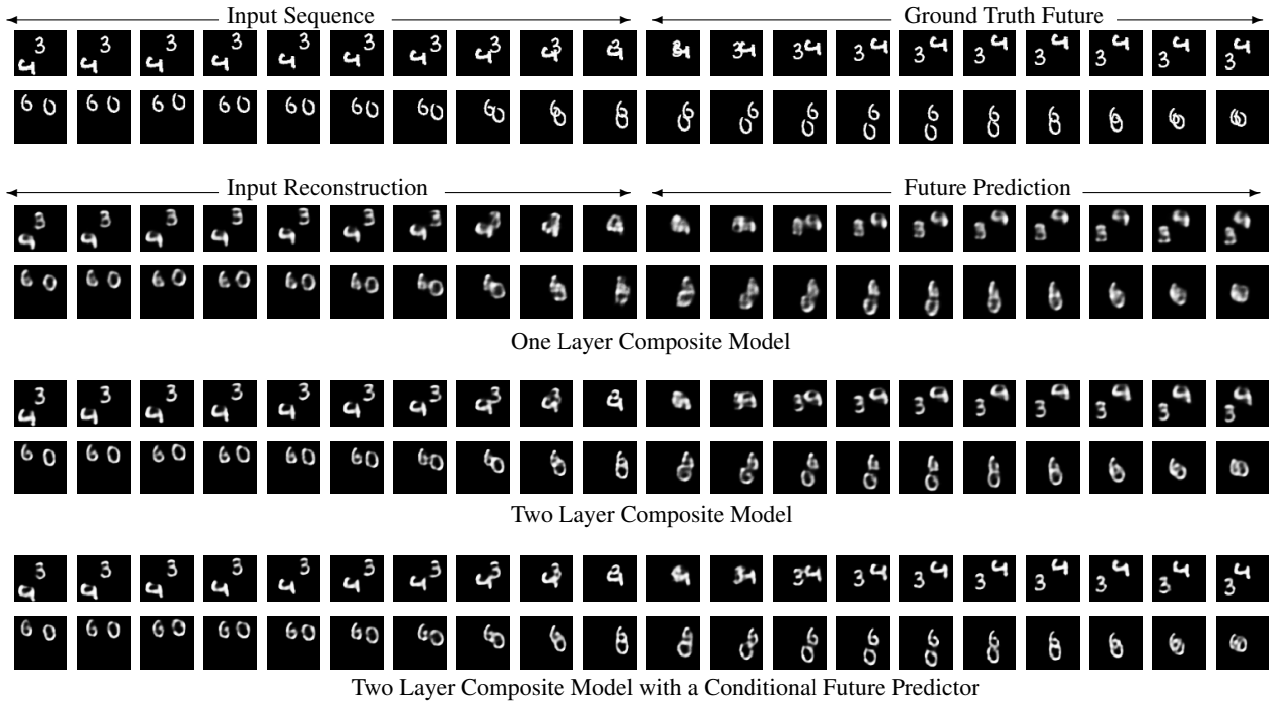 Input Sequence
Ground Truth Future
Input Reconstruction
Future Prediction
One Layer Composite Model
Two Layer Composite Model
Two Layer Composite Model with a Conditional Future Predictor